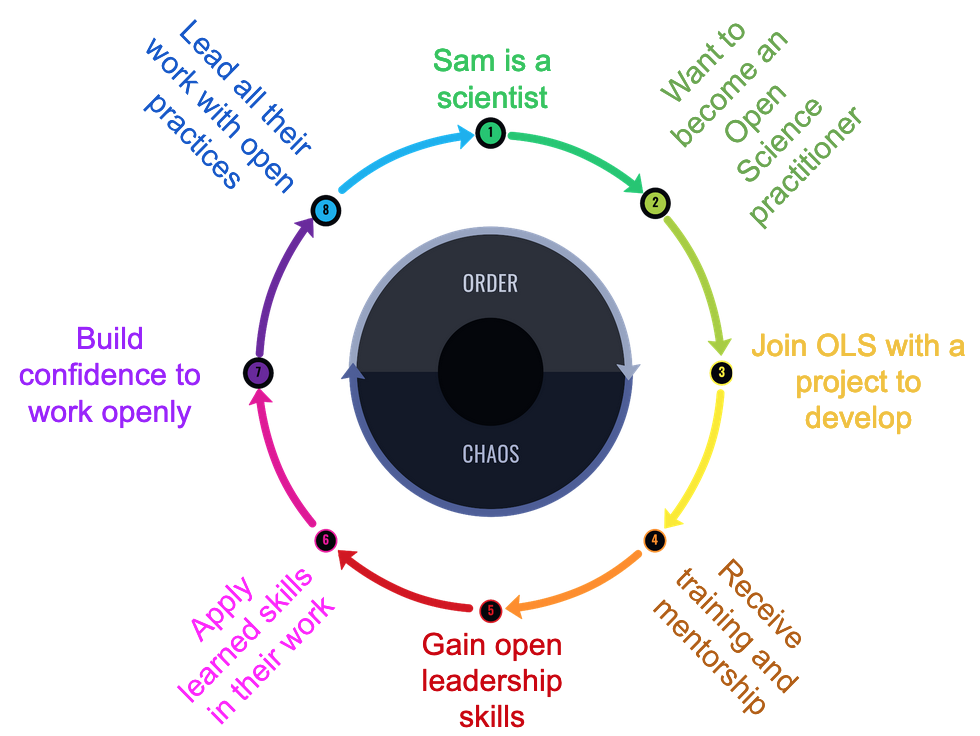 Sam is a
scientist
1
Want to
become an
Open
Science
practitioner
2
Join OLS with a
project to
develop
3
Receive
training and
mentorship
4
Gain open
leadership
skills
5
Apply
learned skills
in their work
6
Build
confidence to
work openly
7
Lead all their
work with open
practices
8
ORDER
CHAOS